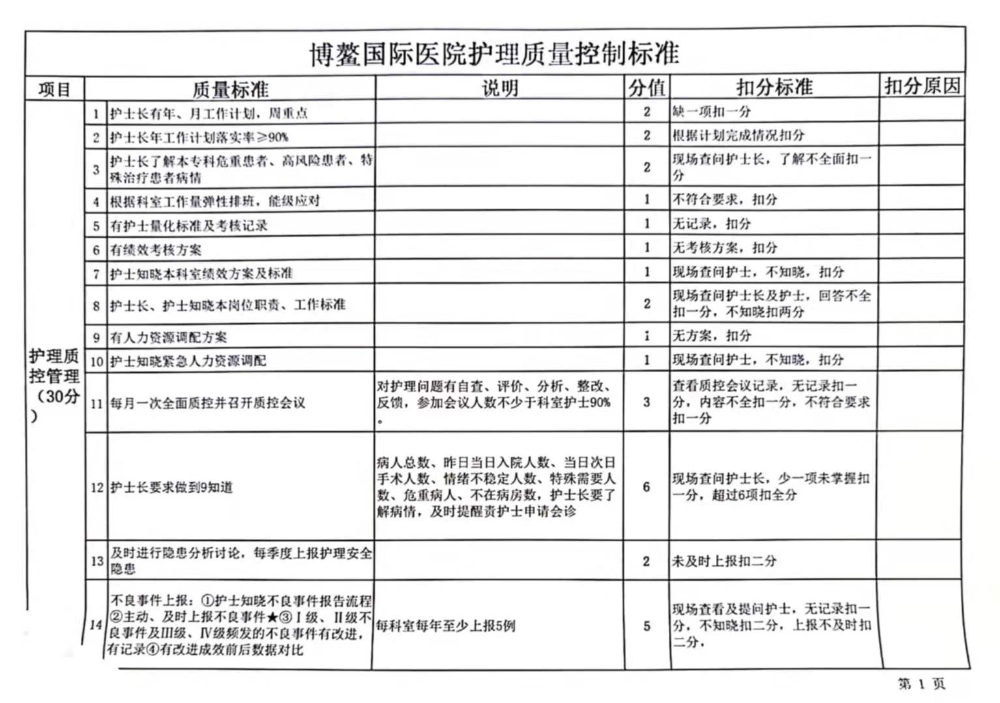 博鳌国际医院护理质量控制标准
项目 质量标准 说明 分值 扣分标准 扣分原因
护理质
控管理
（30分
）
1 护士长有年、月工作计划，周重点 2 缺一项扣一分
2 护士长年工作计划落实率≥90% 2 根据计划完成情况扣分
3 护士长了解本专科危重患者、高风险患者、特
殊治疗患者病情
2 现场查问护士长，了解不全面扣一
分
4 根据科室工作量弹性排班，能级应对 1 不符合要求，扣分
5 有护士量化标准及考核记录 1 无记录，扣分
6 有绩效考核方案 1 无考核方案，扣分
7 护士知晓本科室绩效方案及标准 1 现场查问护士，不知晓，扣分
8 护士长、护士知晓本岗位职责、工作标准 2 现场查问护士长及护士，回答不全
扣一分，不知晓扣两分
9 有人力资源调配方案 1 无方案，扣分
10 护士知晓紧急人力资源调配 1 现场查问护士，不知晓，扣分
11 每月一次全面质控并召开质控会议
对护理问题有自查、评价、分析、整改、
反馈，参加会议人数不少于科室护士90%
。
3
查看质控会议记录，无记录扣一
分，内容不全扣一分，不符合要求
扣一分
12 护士长要求做到9知道
病人总数、昨日当日入院人数、当日次日
手术人数、情绪不稳定人数、特殊需要人
数、危重病人、不在病房数，护士长要了
解病情，及时提醒责护士申请会诊
6
现场查问护士长，少一项未掌握扣
一分，超过6项扣全分
13 及时进行隐患分析讨论，每季度上报护理安全
隐患
2 未及时上报扣二分
14 不良事件上报：①护士知晓不良事件报告流程
②主动、及时上报不良事件★③Ⅰ级、Ⅱ级不
良事件及Ⅲ级、Ⅳ级频发的不良事件有改进，
有记录④有改进成效前后数据对比
每科室每年至少上报5例
5
现场查看及提问护士，无记录扣一
分，不知晓扣二分，上报不及时扣
二分，
第 1 页